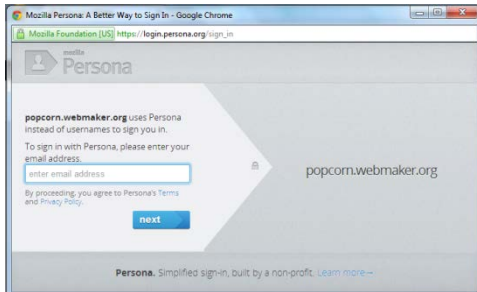 Mozilla Persona: A Better Way to Sign In - Google Chrome
Mozilla Foundation [US] https://login.persona.org/sign_in
mozilla
Persona
popcorn.webmaker.org uses Persona
instead of usernames to sign you in.
To sign in with Persona, please enter your
email address.
enter email address
By proceeding, you agree to Persona's Terms
and Privacy Policy.
next
popcorn.webmaker.org
Persona. Simplified sign-in, built by a non-profit. Learn more→